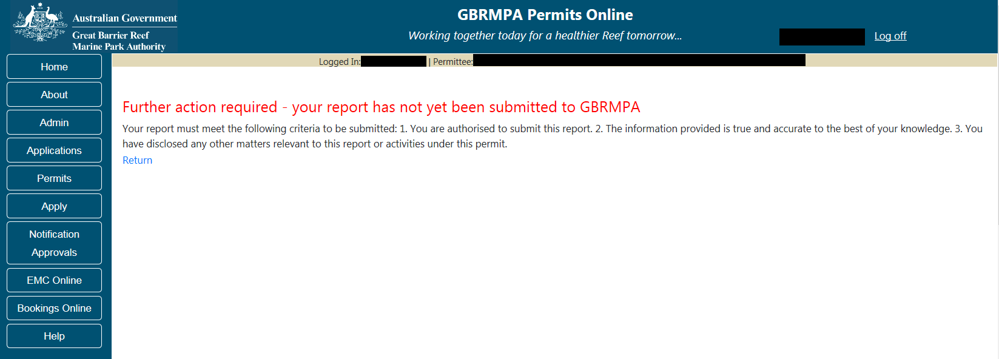 Australian Government
Great Barrier Reef
Marine Park Authority
GBRMPA Permits Online
Working together today for a healthier Reef tomorrow...
Log off
Logged In: | Permittee:
Home
About
Admin
Applications
Permits
Apply
Notification
Approvals
EMC Online
Bookings Online
Help
Further action required - your report has not yet been submitted to GBRMPA
Your report must meet the following criteria to be submitted: 1. You are authorised to submit this report. 2. The information provided is true and accurate to the best of your knowledge. 3. You
have disclosed any other matters relevant to this report or activities under this permit.
Return